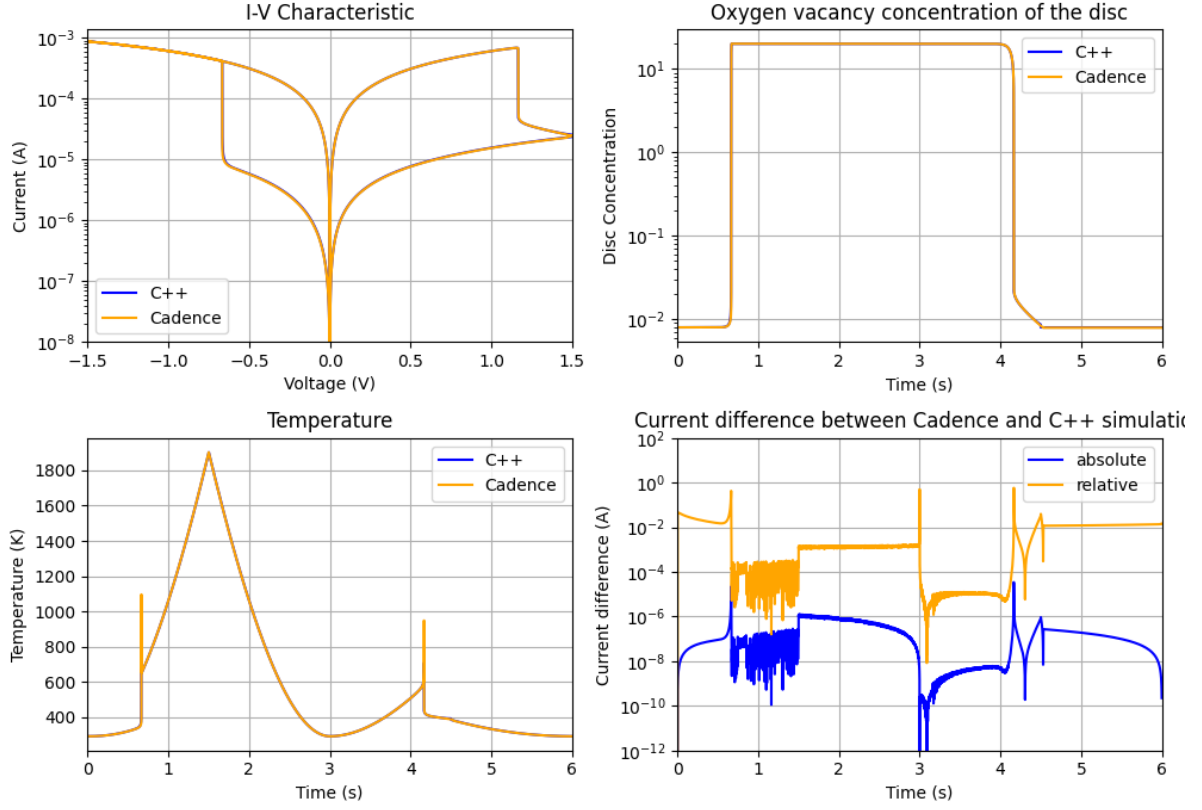 I-V Characteristic
Current (A)
10⁻³
10⁻⁴
10⁻⁵
10⁻⁶
10⁻⁷
10⁻⁸
C++
Cadence
−1.5 −1.0 −0.5 0.0 0.5 1.0 1.5
Voltage (V)
Oxygen vacancy concentration of the disc
Disc Concentration
10¹
10⁰
10⁻¹
10⁻²
C++
Cadence
0 1 2 3 4 5 6
Time (s)
Temperature
Temperature (K)
1800
1600
1400
1200
1000
800
600
400
C++
Cadence
0 1 2 3 4 5 6
Time (s)
Current difference between Cadence and C++ simulati
Current difference (A)
10²
10⁰
10⁻²
10⁻⁴
10⁻⁶
10⁻⁸
10⁻¹⁰
10⁻¹²
absolute
relative
0 1 2 3 4 5 6
Time (s)